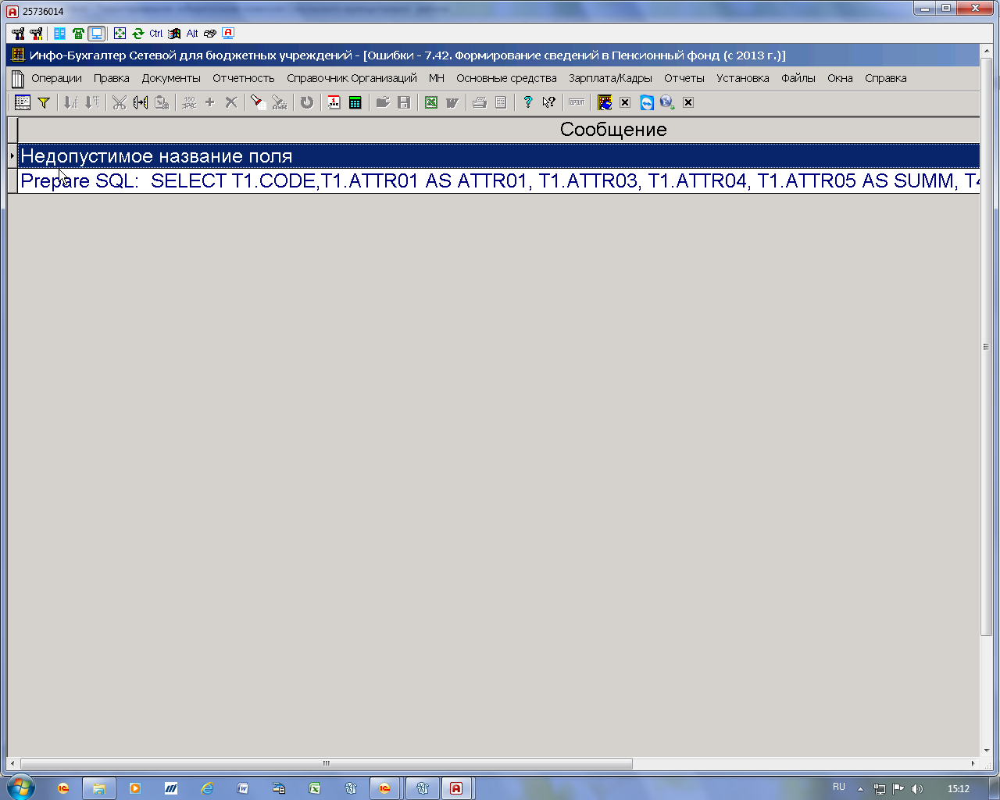 25736014
Ctrl Alt
Инфо-Бухгалтер Сетевой для бюджетных учреждений - [Ошибки - 7.42. Формирование сведений в Пенсионный фонд (с 2013 г.)]
Операции Правка Документы Отчетность Справочник Организаций МН Основные средства Зарплата/Кадры Отчеты Установка Файлы Окна Справка
Сообщение
Недопустимое название поля
Prepare SQL: SELECT T1.CODE,T1.ATTR01 AS ATTR01, T1.ATTR03, T1.ATTR04, T1.ATTR05 AS SUMM, T4
RU 15:12